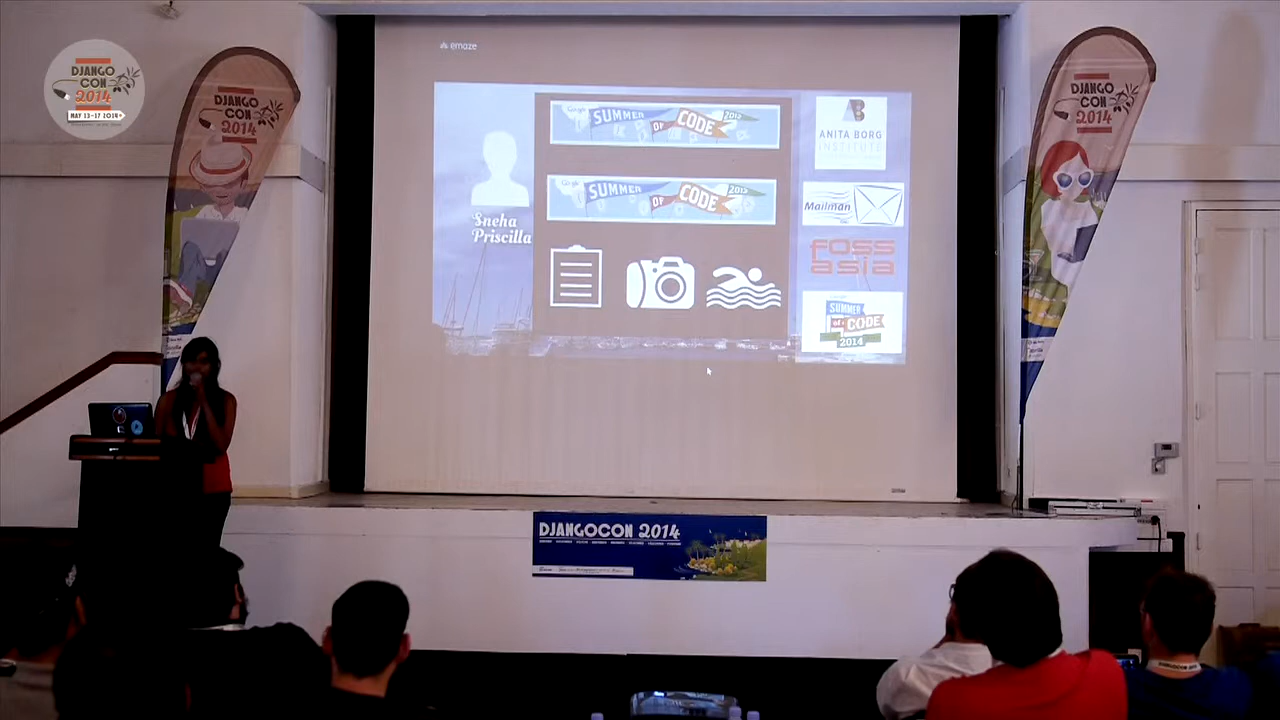 DJANGO
CON
2014
MAY 13-17 2014
DJANGO
CON
2014
emaze
Sneha
Priscilla
Google
SUMMER
OF
CODE
2012
SUMMER
OF
CODE
ANITA BORG
INSTITUTE
Mailman
FOSS
ASIA
SUMMER
of
CODE
2014
DJANGO
CON
2014
DJANGOCON 2014